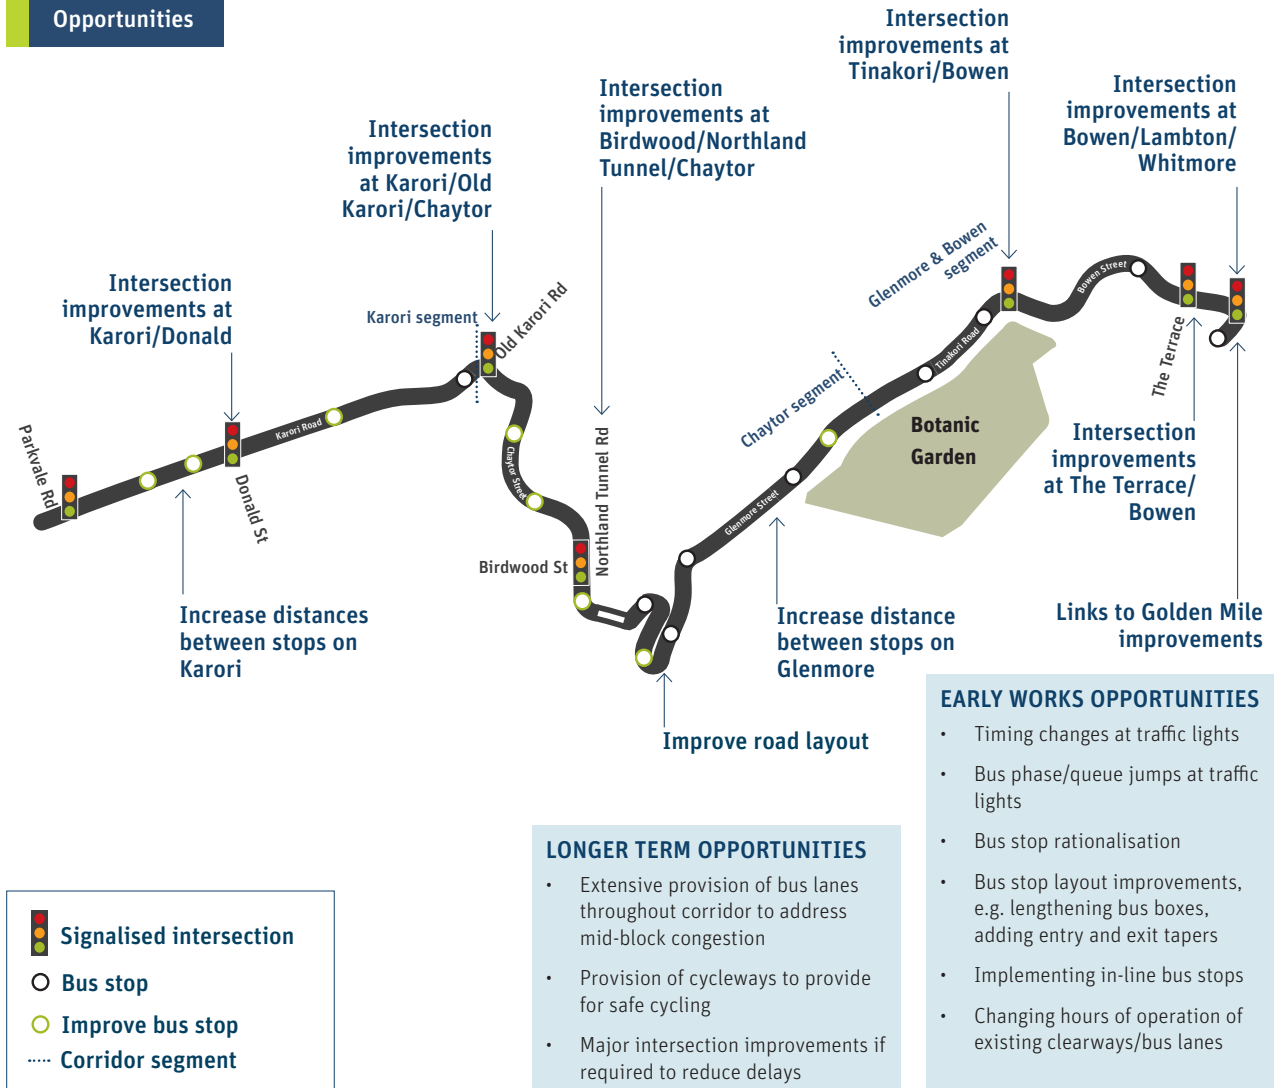 Opportunities
Intersection
improvements at
Tinakori/Bowen
Intersection
improvements at
Bowen/Lambton/
Whitmore
Intersection
improvements at
Birdwood/Northland
Tunnel/Chaytor
Intersection
improvements
at Karori/Old
Karori/Chaytor
Intersection
improvements at
Karori/Donald
Karori segment
Old Karori Rd
Glenmore & Bowen
segment
Bowen Street
The Terrace
Tinakori Road
Chaytor segment
Botanic
Garden
Intersection
improvements
at The Terrace/
Bowen
Parkvale Rd
Karori Road
Donald St
Chaytor Street
Northland Tunnel Rd
Birdwood St
Glenmore Street
Increase distances
between stops on
Karori
Increase distance
between stops on
Glenmore
Links to Golden Mile
improvements
Improve road layout
EARLY WORKS OPPORTUNITIES
• Timing changes at traffic lights
• Bus phase/queue jumps at traffic
lights
• Bus stop rationalisation
• Bus stop layout improvements,
e.g. lengthening bus boxes,
adding entry and exit tapers
• Implementing in-line bus stops
• Changing hours of operation of
existing clearways/bus lanes
LONGER TERM OPPORTUNITIES
• Extensive provision of bus lanes
throughout corridor to address
mid-block congestion
• Provision of cycleways to provide
for safe cycling
• Major intersection improvements if
required to reduce delays
Signalised intersection
Bus stop
Improve bus stop
Corridor segment